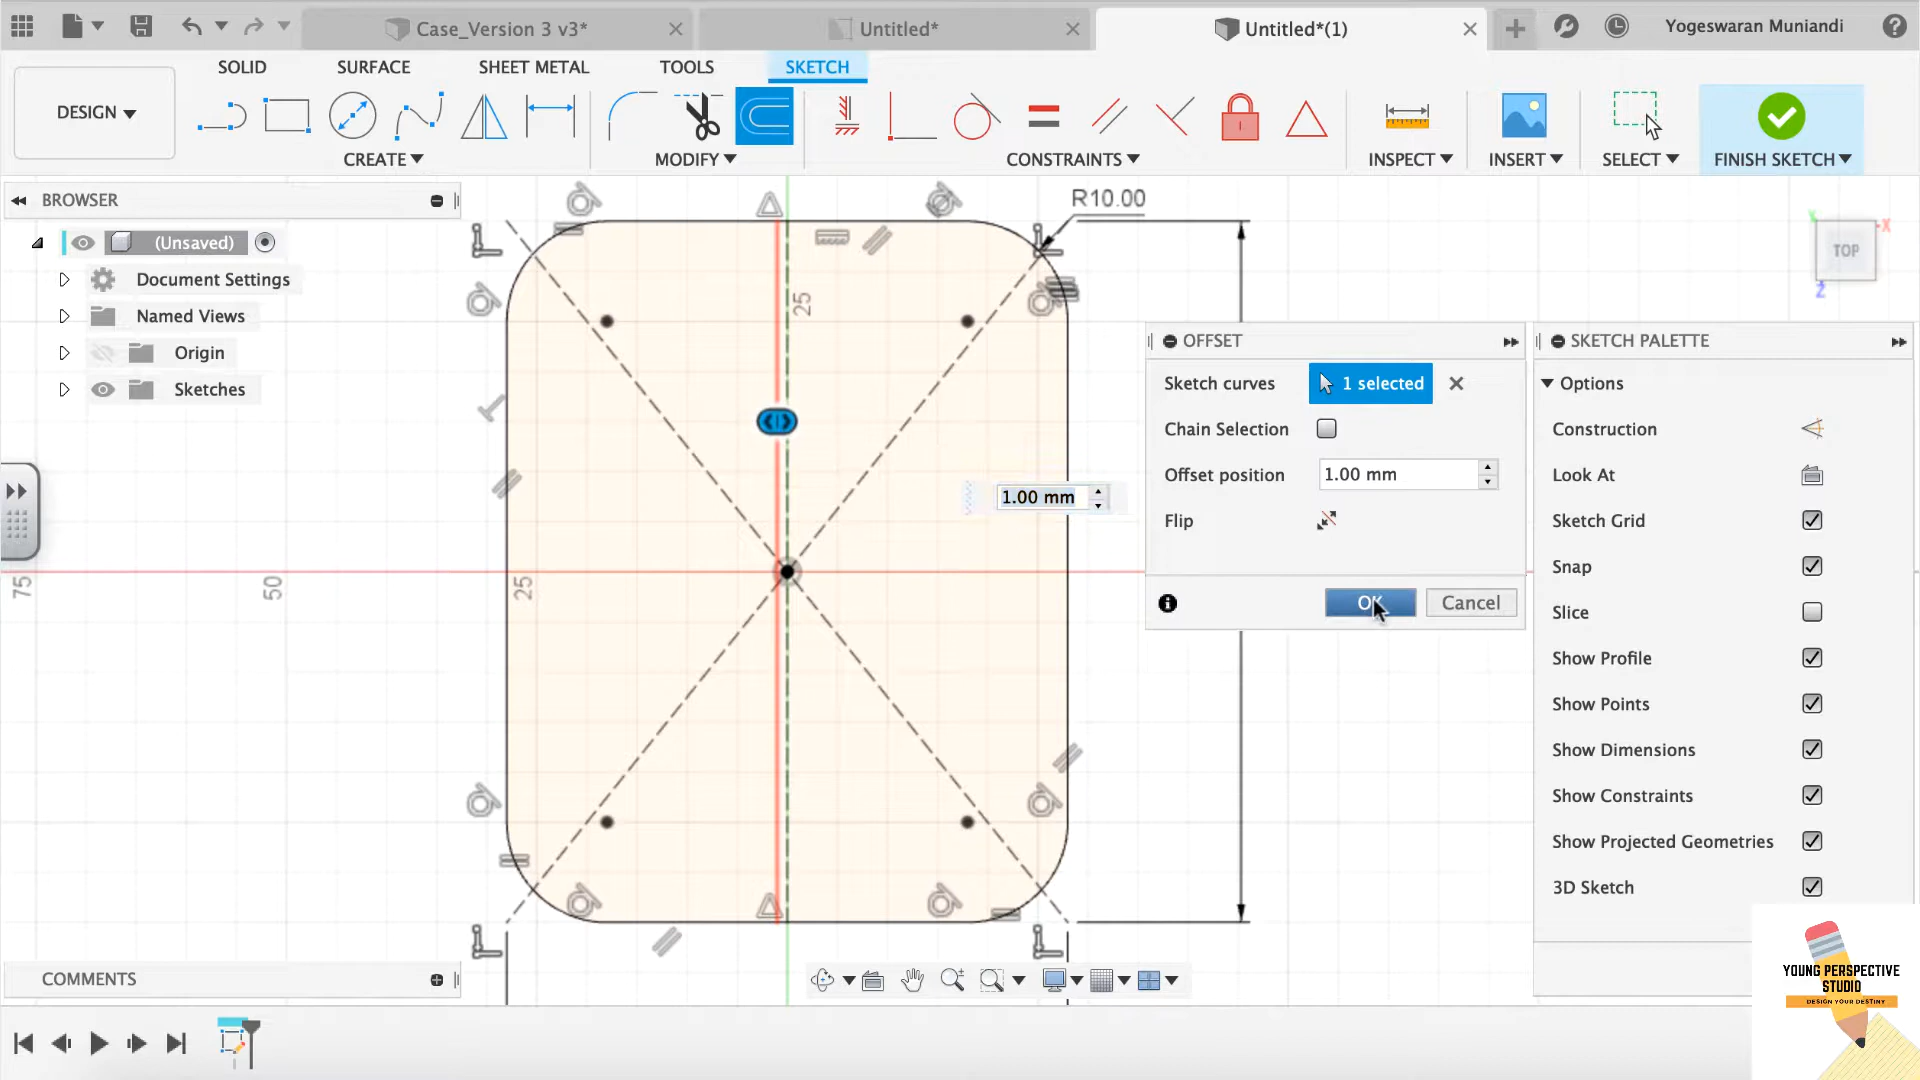 Case_Version 3 v3*
Untitled*
Untitled*(1)
Yogeswaran Muniandi
SOLID
SURFACE
SHEET METAL
TOOLS
SKETCH
DESIGN
CREATE
MODIFY
CONSTRAINTS
INSPECT
INSERT
SELECT
FINISH SKETCH
BROWSER
(Unsaved)
Document Settings
Named Views
Origin
Sketches
R10.00
25
TOP
X
Z
OFFSET
Sketch curves
1 selected
Chain Selection
Offset position
1.00 mm
Flip
OK
Cancel
1.00 mm
75
50
25
SKETCH PALETTE
Options
Construction
Look At
Sketch Grid
Snap
Slice
Show Profile
Show Points
Show Dimensions
Show Constraints
Show Projected Geometries
3D Sketch
COMMENTS
YOUNG PERSPECTIVE
STUDIO
DESIGN YOUR DESTINY